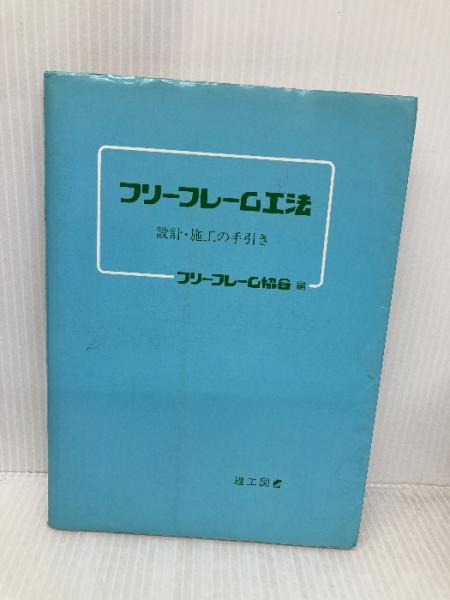 フリーフレーム工法
設計・施工の手引き
フリーフレーム協会 編
理工図